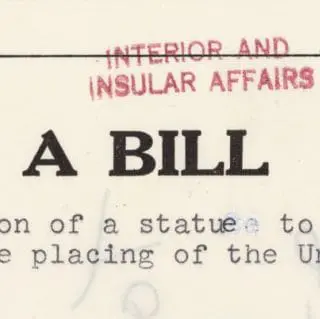 INTERIOR AND
INSULAR AFFAIRS
A BILL
on of a statue to
e placing of the Un